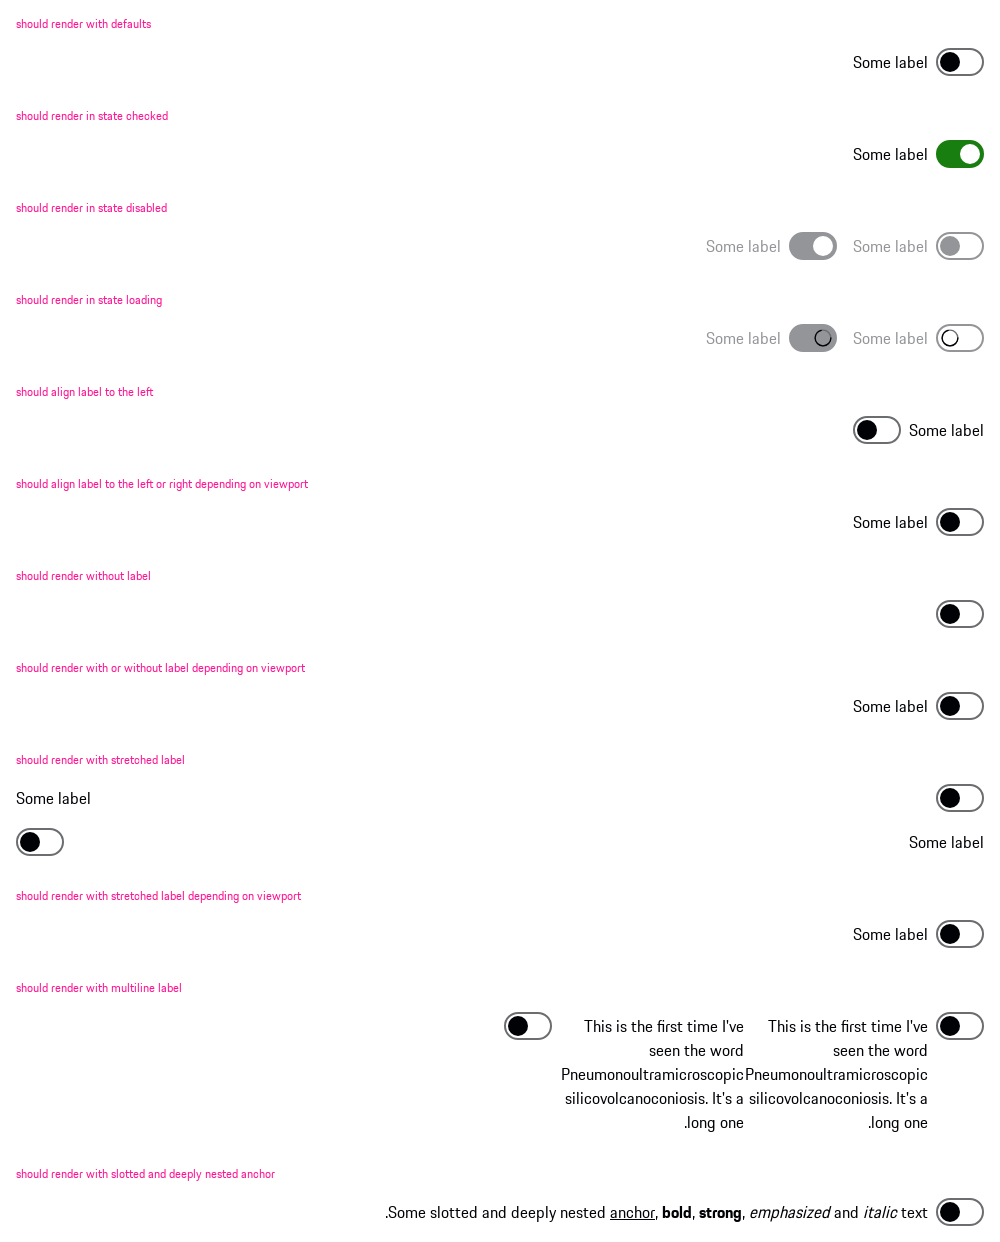 should render with defaults
Some label
should render in state checked
Some label
should render in state disabled
Some label Some label
should render in state loading
Some label Some label
should align label to the left
Some label
should align label to the left or right depending on viewport
Some label
should render without label
should render with or without label depending on viewport
Some label
should render with stretched label
Some label
Some label
should render with stretched label depending on viewport
Some label
should render with multiline label
This is the first time I've
seen the word
Pneumonoultramicroscopic
silicovolcanoconiosis. It's a
.long one
This is the first time I've
seen the word
Pneumonoultramicroscopic
silicovolcanoconiosis. It's a
.long one
should render with slotted and deeply nested anchor
.Some slotted and deeply nested anchor, bold, strong, emphasized and italic text